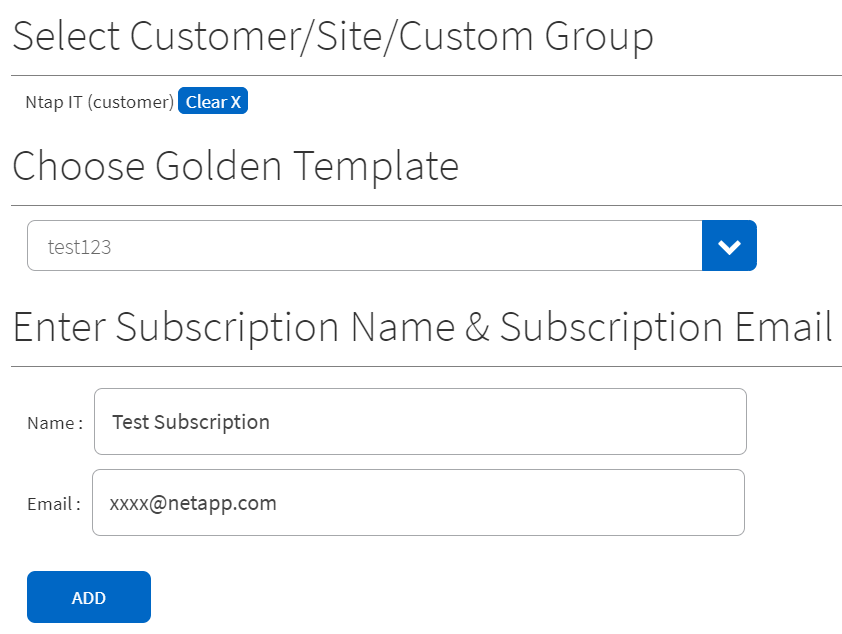 Select Customer/Site/Custom Group
Ntap IT (customer) Clear X
Choose Golden Template
test123
Enter Subscription Name & Subscription Email
Name : Test Subscription
Email : xxxx@netapp.com
ADD